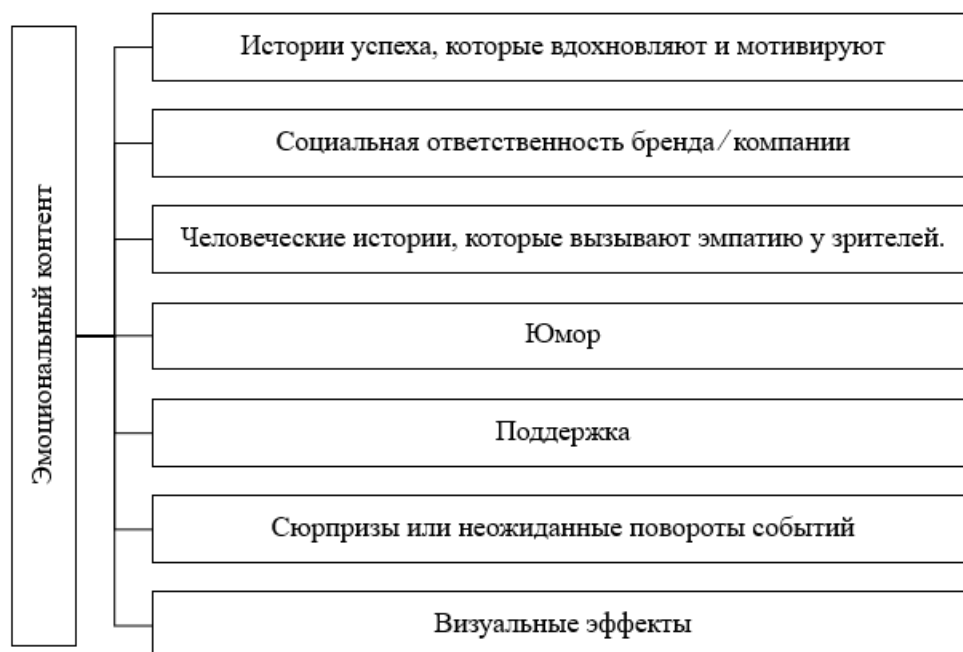 Эмоциональный контент
Истории успеха, которые вдохновляют и мотивируют
Социальная ответственность бренда/компании
Человеческие истории, которые вызывают эмпатию у зрителей.
Юмор
Поддержка
Сюрпризы или неожиданные повороты событий
Визуальные эффекты